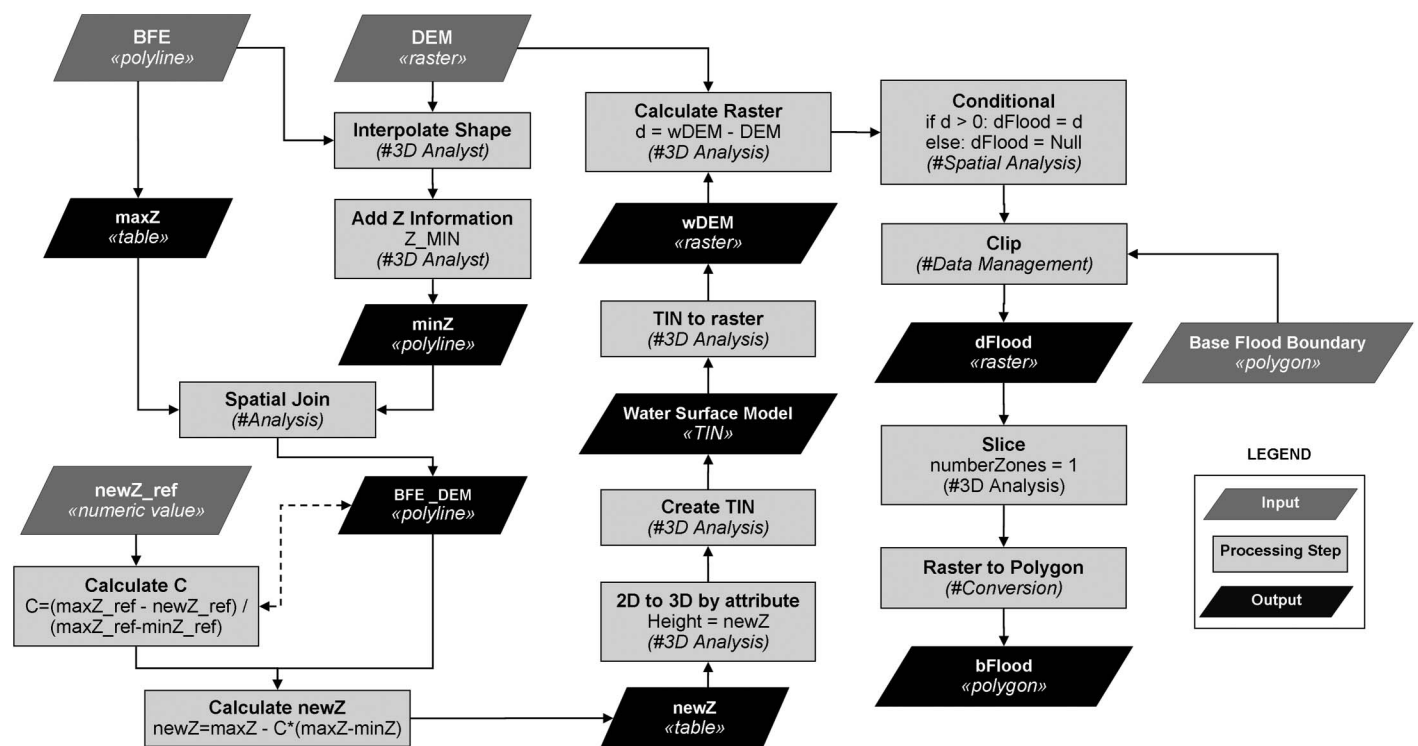 BFE
«polyline»
DEM
«raster»
Interpolate Shape
(#3D Analyst)
maxZ
«table»
Add Z Information
Z_MIN
(#3D Analyst)
minZ
«polyline»
Spatial Join
(#Analysis)
newZ_ref
«numeric value»
BFE_DEM
«polyline»
Calculate C
C=(maxZ_ref - newZ_ref) /
(maxZ_ref-minZ_ref)
Calculate newZ
newZ=maxZ - C*(maxZ-minZ)
Calculate Raster
d = wDEM - DEM
(#3D Analysis)
wDEM
«raster»
TIN to raster
(#3D Analysis)
Water Surface Model
«TIN»
Create TIN
(#3D Analysis)
2D to 3D by attribute
Height = newZ
(#3D Analysis)
newZ
«table»
Conditional
if d > 0: dFlood = d
else: dFlood = Null
(#Spatial Analysis)
Clip
(#Data Management)
dFlood
«raster»
Base Flood Boundary
«polygon»
Slice
numberZones = 1
(#3D Analysis)
Raster to Polygon
(#Conversion)
bFlood
«polygon»
LEGEND
Input
Processing Step
Output